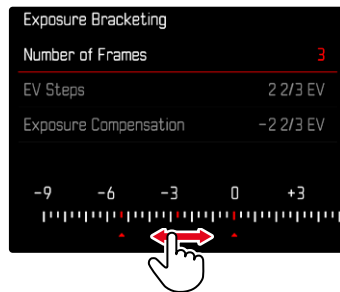 Exposure Bracketing
Number of Frames 3
EV Steps 2 2/3 EV
Exposure Compensation -2 2/3 EV
-9 -6 -3 0 +3